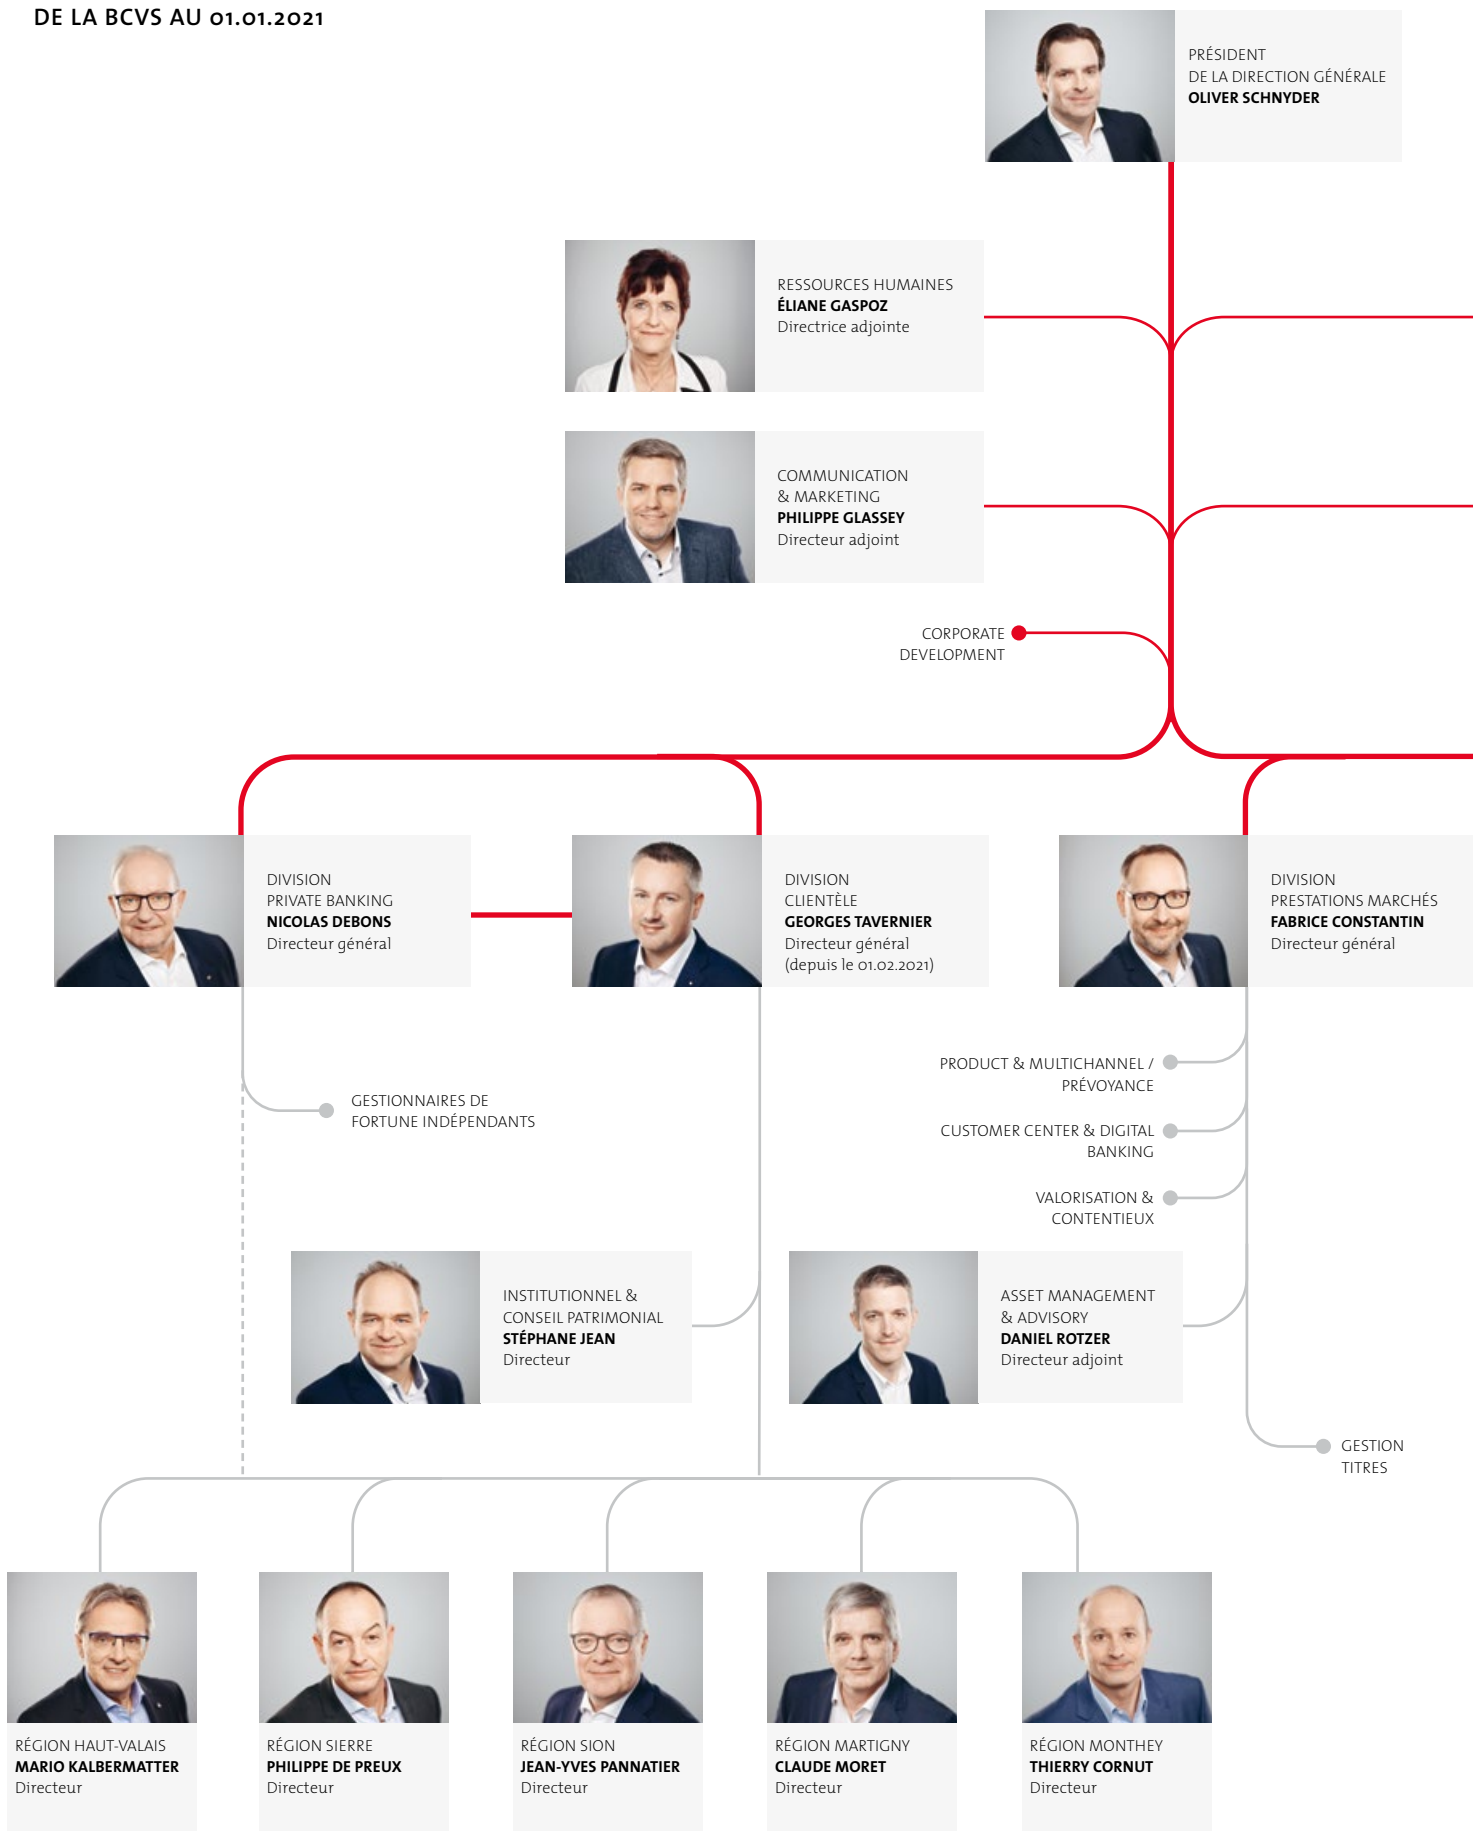 DE LA BCVS AU 01.01.2021
PRÉSIDENT
DE LA DIRECTION GÉNÉRALE
OLIVER SCHNYDER
RESSOURCES HUMAINES
ÉLIANE GASPOZ
Directrice adjointe
COMMUNICATION
& MARKETING
PHILIPPE GLASSEY
Directeur adjoint
CORPORATE
DEVELOPMENT
DIVISION
PRIVATE BANKING
NICOLAS DEBONS
Directeur général
DIVISION
CLIENTÈLE
GEORGES TAVERNIER
Directeur général
(depuis le 01.02.2021)
DIVISION
PRESTATIONS MARCHÉS
FABRICE CONSTANTIN
Directeur général
GESTIONNAIRES DE
FORTUNE INDÉPENDANTS
PRODUCT & MULTICHANNEL /
PRÉVOYANCE
CUSTOMER CENTER & DIGITAL
BANKING
VALORISATION &
CONTENTIEUX
INSTITUTIONNEL &
CONSEIL PATRIMONIAL
STÉPHANE JEAN
Directeur
ASSET MANAGEMENT
& ADVISORY
DANIEL ROTZER
Directeur adjoint
GESTION
TITRES
RÉGION HAUT-VALAIS
MARIO KALBERMATTER
Directeur
RÉGION SIERRE
PHILIPPE DE PREUX
Directeur
RÉGION SION
JEAN-YVES PANNATIER
Directeur
RÉGION MARTIGNY
CLAUDE MORET
Directeur
RÉGION MONTHEY
THIERRY CORNUT
Directeur